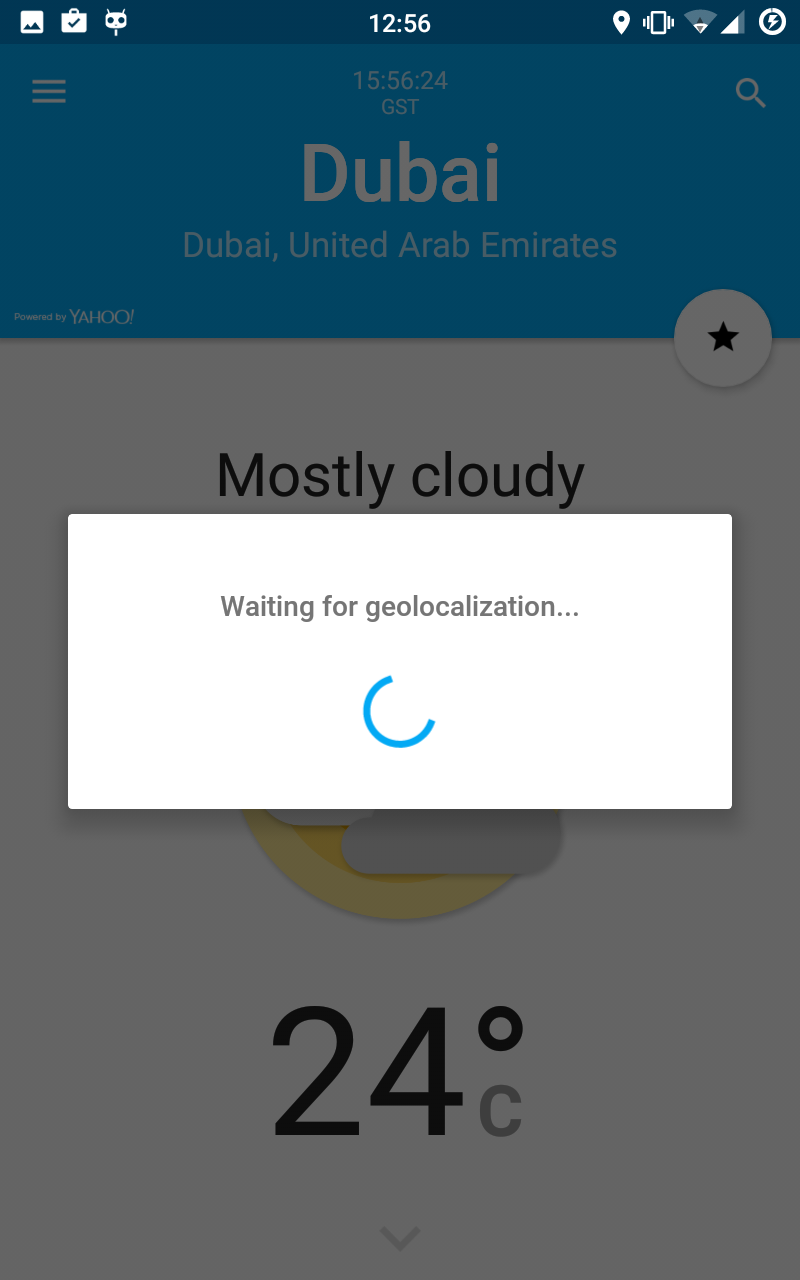 12:56
15:56:24
GST
Dubai
Dubai, United Arab Emirates
Powered by YAHOO!
Mostly cloudy
Waiting for geolocalization...
24°
C